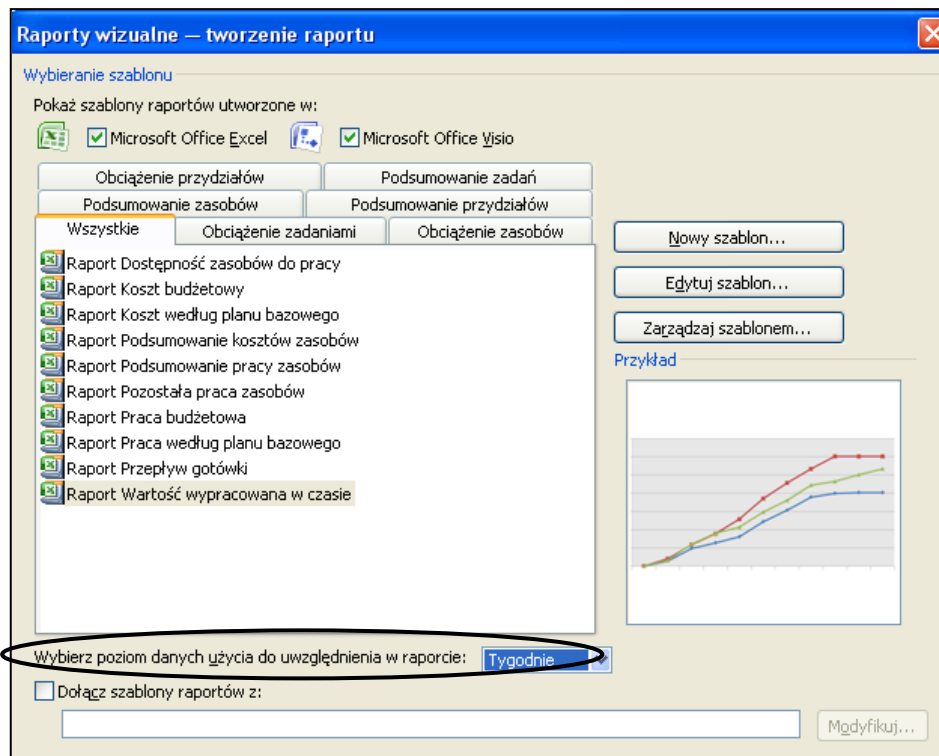 Raporty wizualne — tworzenie raportu
Wybieranie szablonu
Pokaż szablony raportów utworzone w:
Microsoft Office Excel
Microsoft Office Visio
Obciążenie przydziałów
Podsumowanie zadań
Podsumowanie zasobów
Podsumowanie przydziałów
Wszystkie
Obciążenie zadaniami
Obciążenie zasobów
Raport Dostępność zasobów do pracy
Raport Koszt budżetowy
Raport Koszt według planu bazowego
Raport Podsumowanie kosztów zasobów
Raport Podsumowanie pracy zasobów
Raport Pozostała praca zasobów
Raport Praca budżetowa
Raport Praca według planu bazowego
Raport Przepływ gotówki
Raport Wartość wypracowana w czasie
Nowy szablon...
Edytuj szablon...
Zarządzaj szablonem...
Przykład
Wybierz poziom danych użycia do uwzględnienia w raporcie:
Tygodnie
Dołącz szablony raportów z:
Modyfikuj...